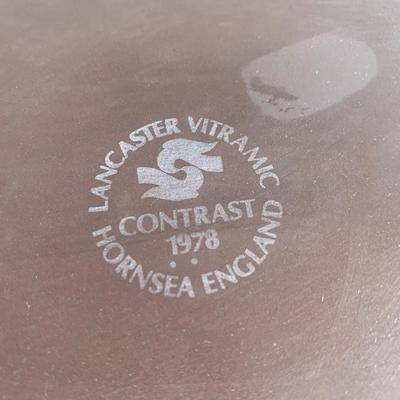 LANCASTER VITRAMIC
CONTRAST
1978
HORNSEA ENGLAND